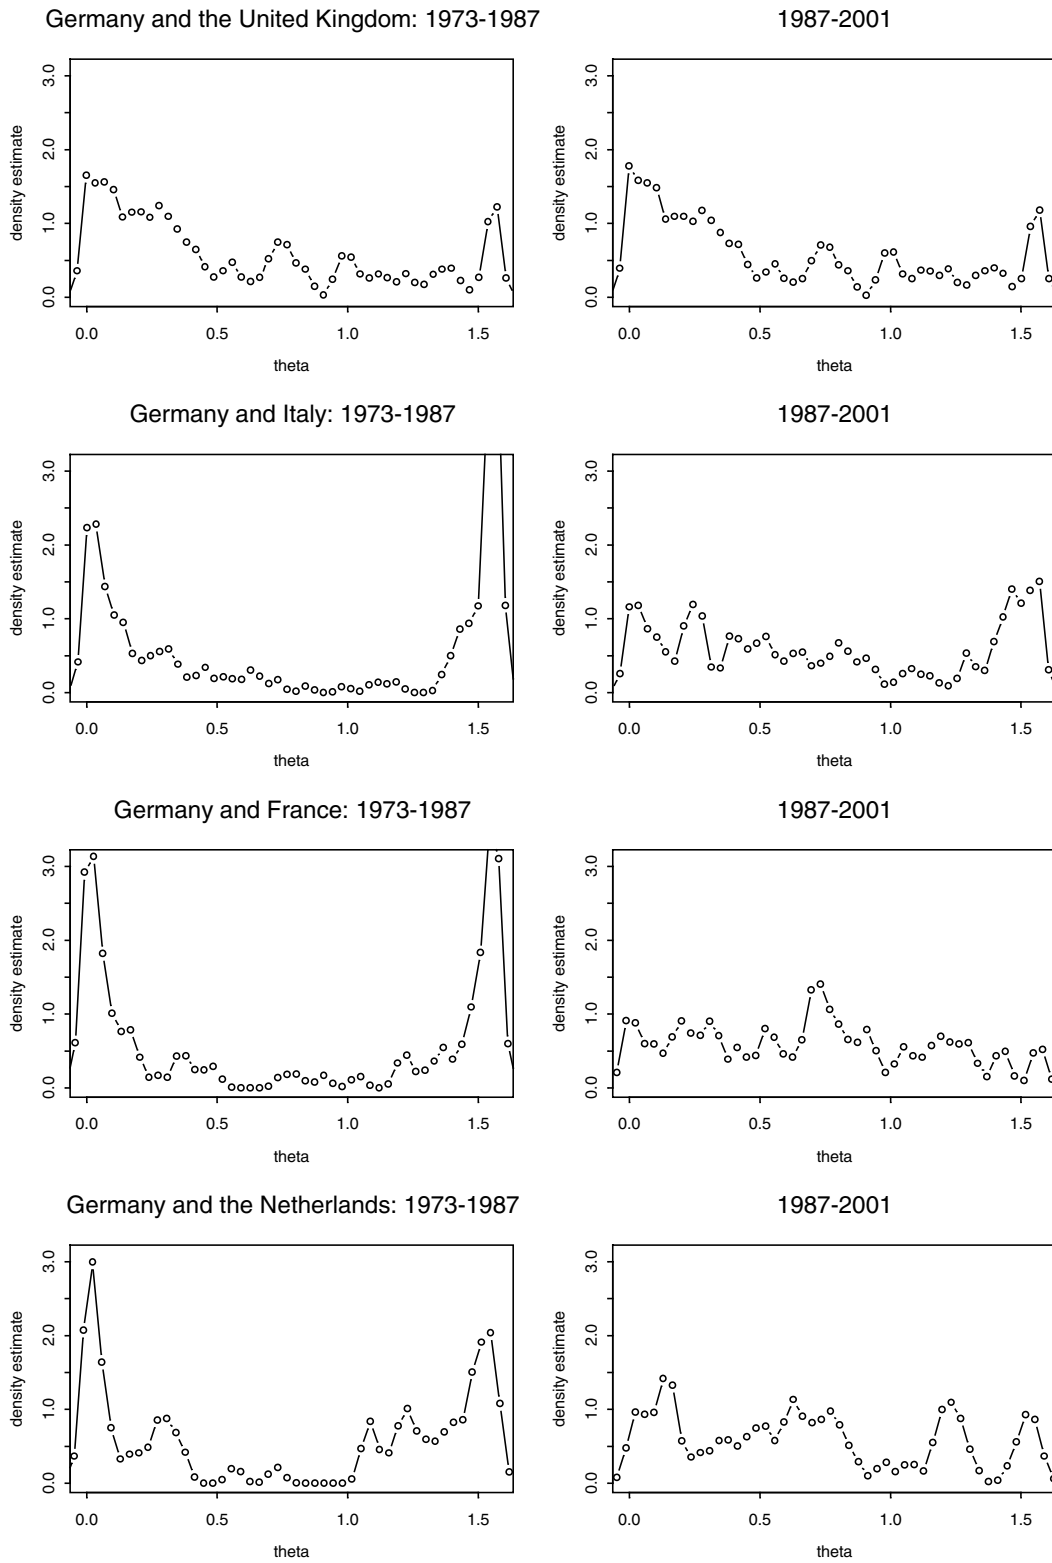 Germany and the United Kingdom: 1973-1987
1987-2001
density estimate
3.0
2.0
1.0
0.0
0.0 0.5 1.0 1.5
theta
density estimate
3.0
2.0
1.0
0.0
0.0 0.5 1.0 1.5
theta
Germany and Italy: 1973-1987
1987-2001
density estimate
3.0
2.0
1.0
0.0
0.0 0.5 1.0 1.5
theta
density estimate
3.0
2.0
1.0
0.0
0.0 0.5 1.0 1.5
theta
Germany and France: 1973-1987
1987-2001
density estimate
3.0
2.0
1.0
0.0
0.0 0.5 1.0 1.5
theta
density estimate
3.0
2.0
1.0
0.0
0.0 0.5 1.0 1.5
theta
Germany and the Netherlands: 1973-1987
1987-2001
density estimate
3.0
2.0
1.0
0.0
0.0 0.5 1.0 1.5
theta
density estimate
3.0
2.0
1.0
0.0
0.0 0.5 1.0 1.5
theta